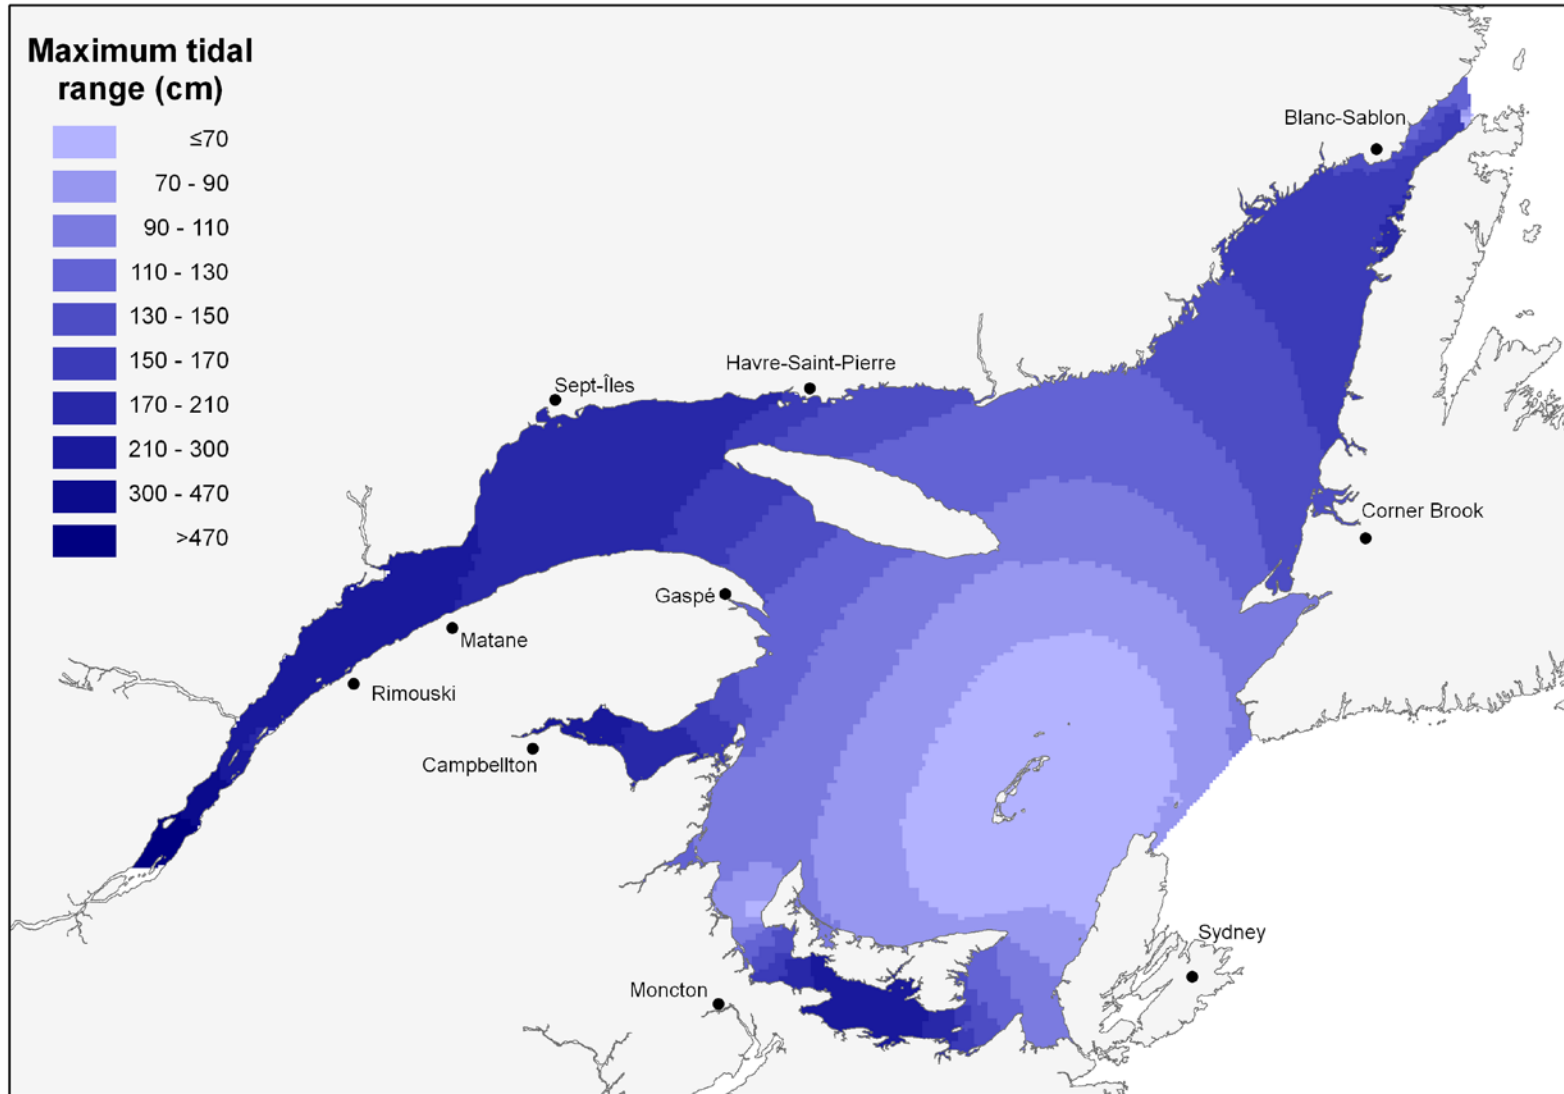 Maximum tidal
range (cm)
≤70
70 - 90
90 - 110
110 - 130
130 - 150
150 - 170
170 - 210
210 - 300
300 - 470
>470
Blanc-Sablon
Havre-Saint-Pierre
Sept-Îles
Corner Brook
Gaspé
Matane
Rimouski
Campbellton
Sydney
Moncton